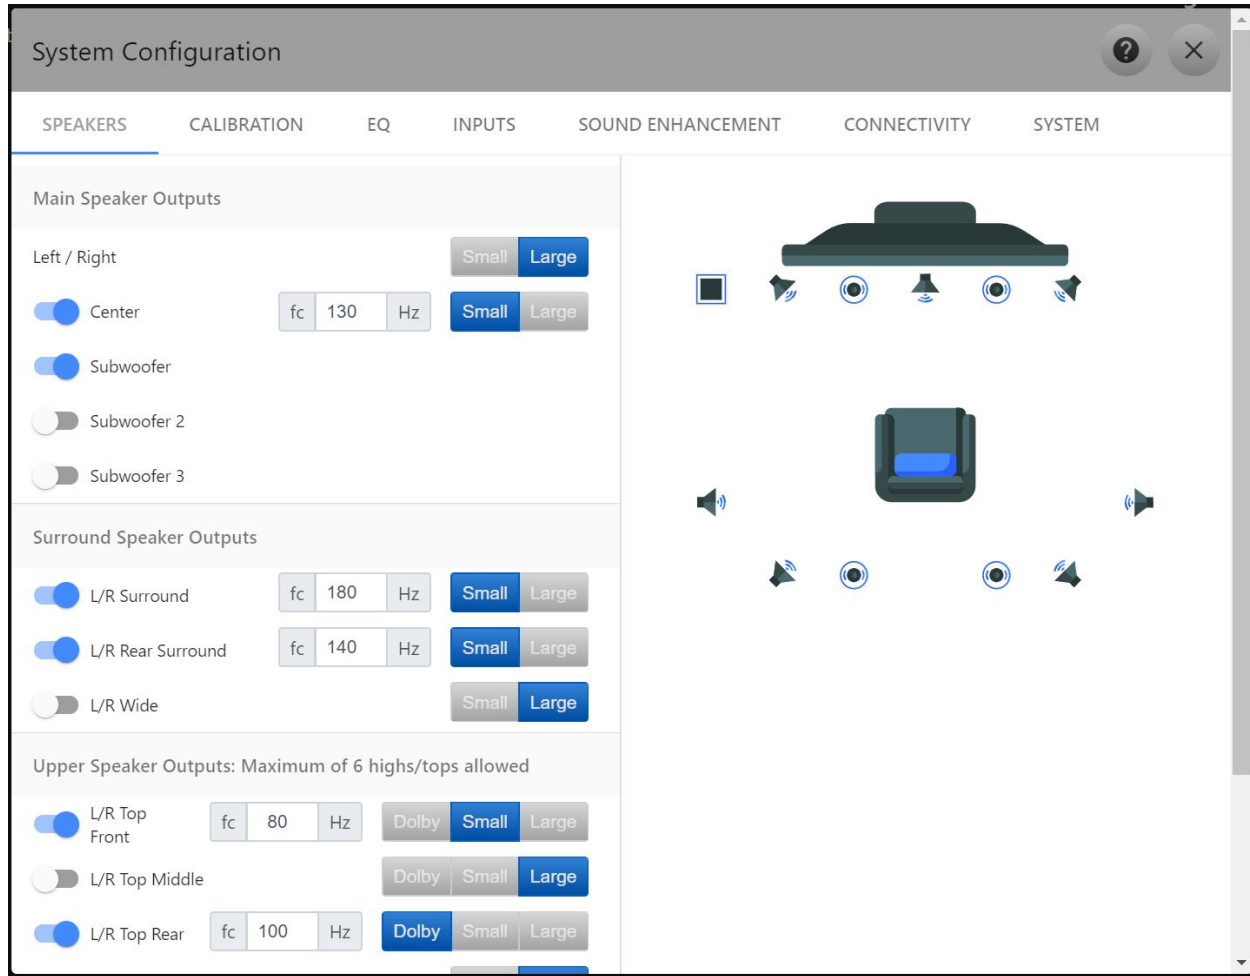 System Configuration
SPEAKERS CALIBRATION EQ INPUTS SOUND ENHANCEMENT CONNECTIVITY SYSTEM
Main Speaker Outputs
Left / Right Small Large
Center fc 130 Hz Small Large
Subwoofer
Subwoofer 2
Subwoofer 3
Surround Speaker Outputs
L/R Surround fc 180 Hz Small Large
L/R Rear Surround fc 140 Hz Small Large
L/R Wide Small Large
Upper Speaker Outputs: Maximum of 6 highs/tops allowed
L/R Top
Front fc 80 Hz Dolby Small Large
L/R Top Middle Dolby Small Large
L/R Top Rear fc 100 Hz Dolby Small Large